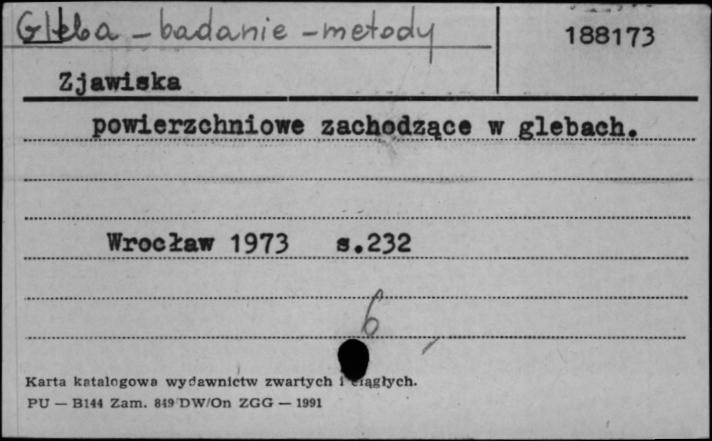 Gleba - badanie - metody
188173
Zjawiska
powierzchniowe zachodzące w glebach.
Wrocław 1973 s.232
6
Karta katalogowa wydawnictw zwartych i ciągłych.
PU — B144 Zam. 849 DW/On ZGG — 1991